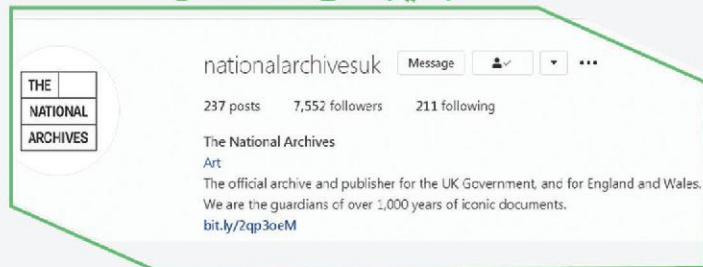 THE
NATIONAL
ARCHIVES
nationalarchivesuk Message
237 posts 7,552 followers 211 following
The National Archives
Art
The official archive and publisher for the UK Government, and for England and Wales.
We are the guardians of over 1,000 years of iconic documents.
bit.ly/2qp3oeM